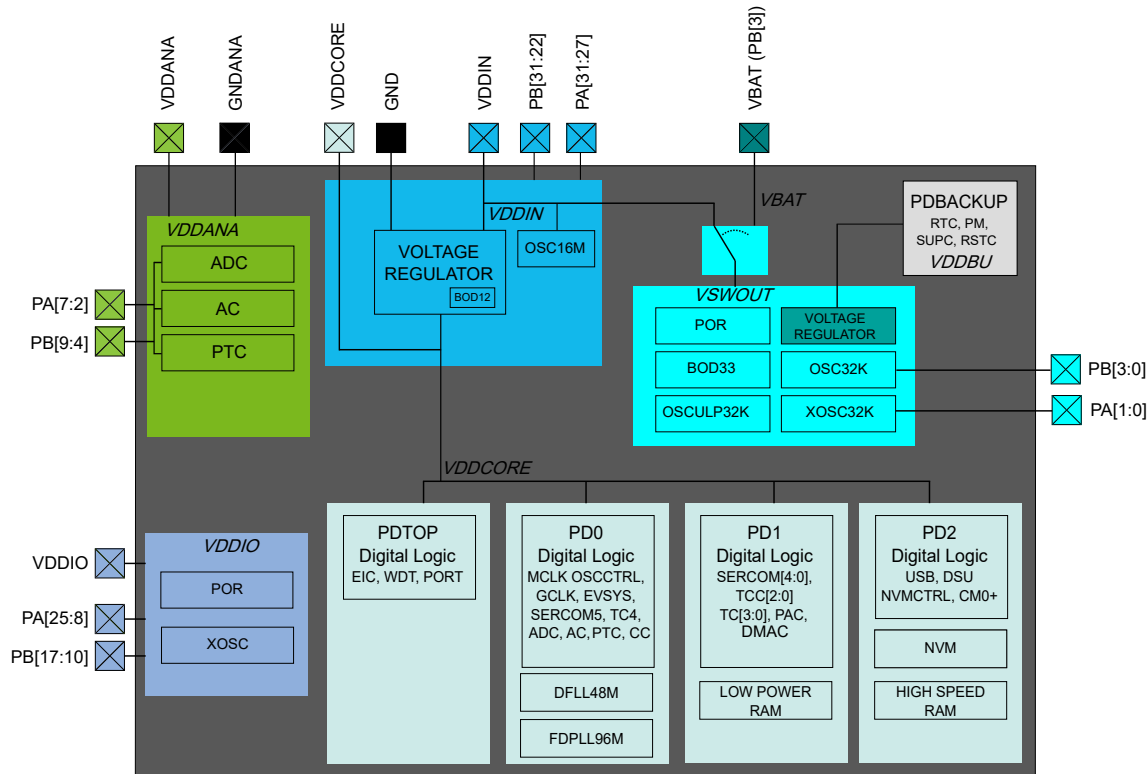 VDDANA
GNDANA
VDDCORE
GND
VDDIN
PB[31:22]
PA[31:27]
VBAT (PB[3])
VDDANA
ADC
AC
PTC
PA[7:2]
PB[9:4]
VDDIN
VOLTAGE
REGULATOR
BOD12
OSC16M
VBAT
PDBACKUP
RTC, PM,
SUPC, RSTC
VDDBU
VSWOUT
POR
VOLTAGE
REGULATOR
BOD33
OSC32K
OSCULP32K
XOSC32K
PB[3:0]
PA[1:0]
VDDCORE
VDDIO
VDDIO
POR
XOSC
PA[25:8]
PB[17:10]
PDTOP
Digital Logic
EIC, WDT, PORT
PD0
Digital Logic
MCLK OSCCTRL,
GCLK, EVSYS,
SERCOM5, TC4,
ADC, AC,PTC, CC
DFLL48M
FDPLL96M
PD1
Digital Logic
SERCOM[4:0],
TCC[2:0]
TC[3:0], PAC,
DMAC
LOW POWER
RAM
PD2
Digital Logic
USB, DSU
NVMCTRL, CM0+
NVM
HIGH SPEED
RAM